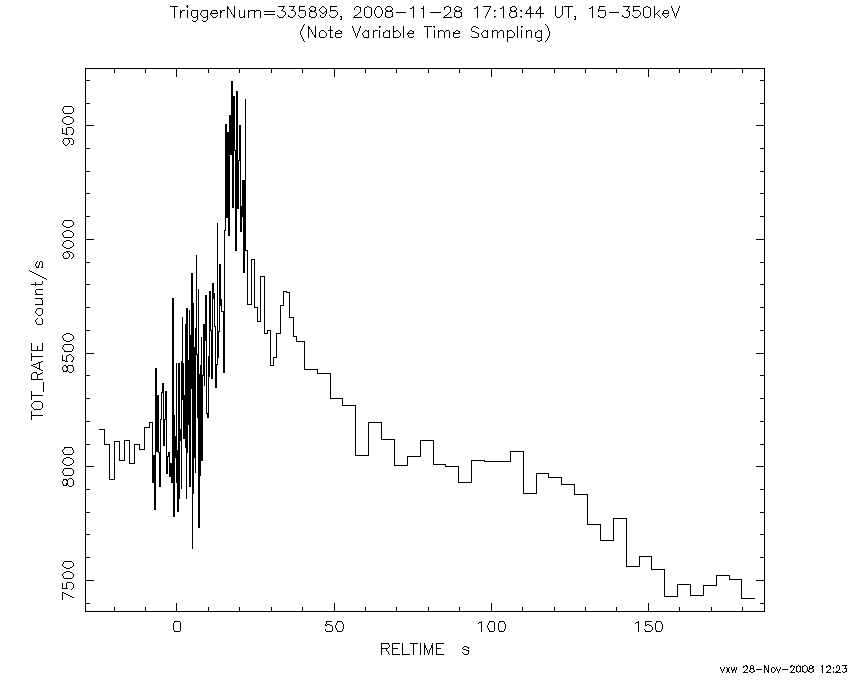 TriggerNum=335895, 2008-11-28 17:18:44 UT, 15-350keV
(Note Variable Time Sampling)
TOT_RATE count/s
9500
9000
8500
8000
7500
0 50 100 150
RELTIME s
vxw 28-Nov-2008 12:23